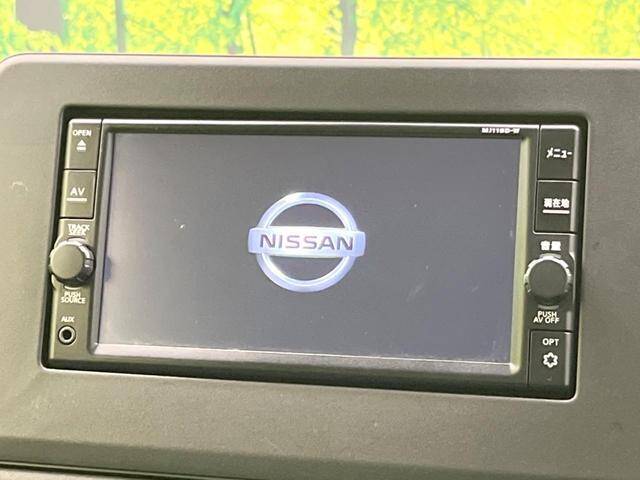 MJ119D-W
OPEN
AV
TRACK
SEEK
PUSH
SOURCE
AUX
NISSAN
メニュー
現在地
音量
PUSH
AV OFF
OPT